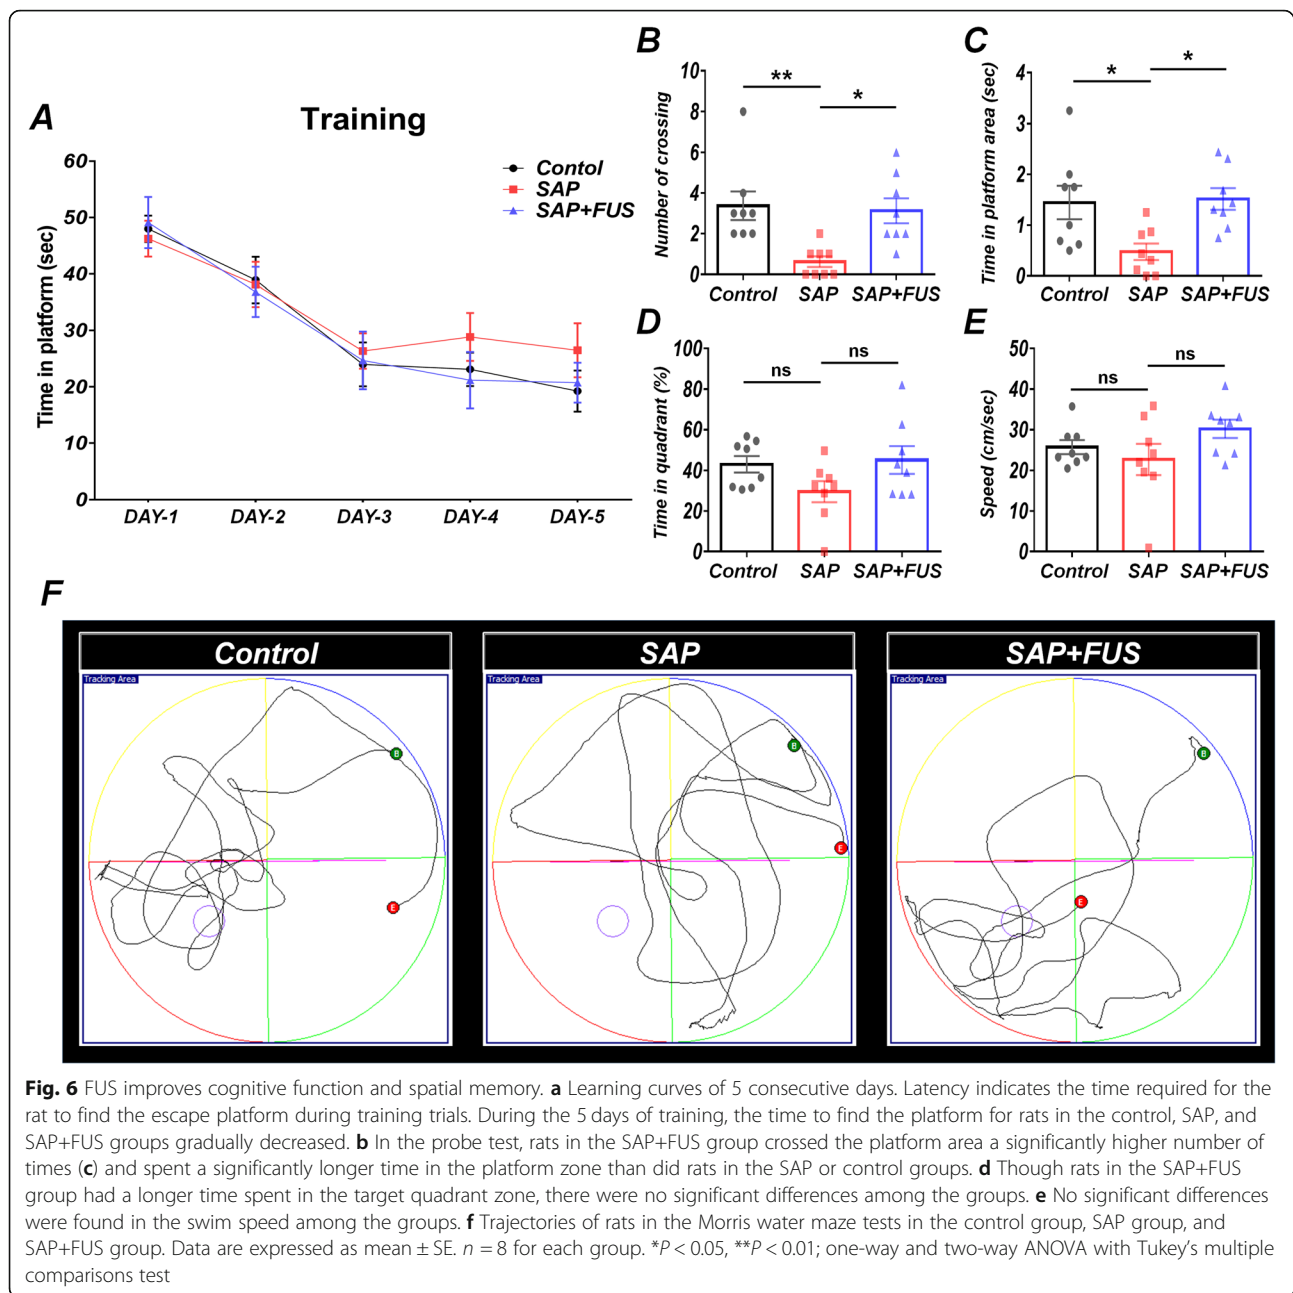 A
Training
Time in platform (sec)
60
50
40
30
20
10
0
DAY-1 DAY-2 DAY-3 DAY-4 DAY-5
Contol
SAP
SAP+FUS
B
Number of crossing
10
8
6
4
2
0
** *
Control SAP SAP+FUS
C
Time in platform area (sec)
4
3
2
1
0
* *
Control SAP SAP+FUS
D
Time in quadrant (%)
100
80
60
40
20
0
ns ns
Control SAP SAP+FUS
E
Speed (cm/sec)
50
40
30
20
10
0
ns ns
Control SAP SAP+FUS
F
Control
Tracking Area
B
E
SAP
Tracking Area
B
E
SAP+FUS
Tracking Area
B
E
Fig. 6 FUS improves cognitive function and spatial memory. a Learning curves of 5 consecutive days. Latency indicates the time required for the
rat to find the escape platform during training trials. During the 5 days of training, the time to find the platform for rats in the control, SAP, and
SAP+FUS groups gradually decreased. b In the probe test, rats in the SAP+FUS group crossed the platform area a significantly higher number of
times (c) and spent a significantly longer time in the platform zone than did rats in the SAP or control groups. d Though rats in the SAP+FUS
group had a longer time spent in the target quadrant zone, there were no significant differences among the groups. e No significant differences
were found in the swim speed among the groups. f Trajectories of rats in the Morris water maze tests in the control group, SAP group, and
SAP+FUS group. Data are expressed as mean ± SE. n = 8 for each group. *P < 0.05, **P < 0.01; one-way and two-way ANOVA with Tukey's multiple
comparisons test